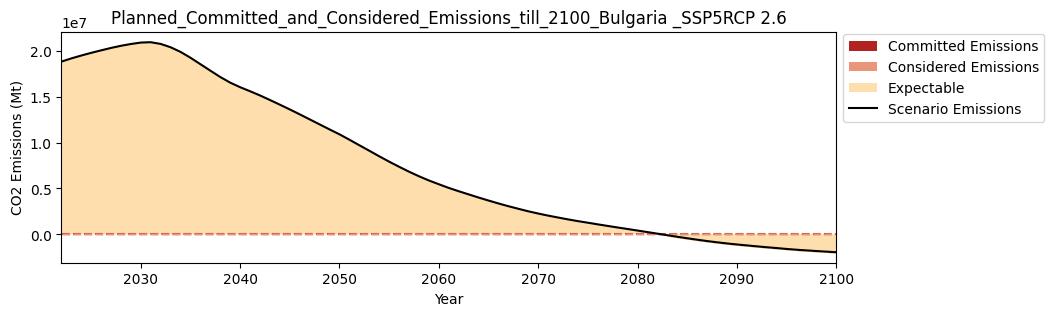 Planned_Committed_and_Considered_Emissions_till_2100_Bulgaria _SSP5RCP 2.6
1e7
2.0
1.5
1.0
0.5
0.0
CO2 Emissions (Mt)
2030 2040 2050 2060 2070 2080 2090 2100
Year
Committed Emissions
Considered Emissions
Expectable
Scenario Emissions